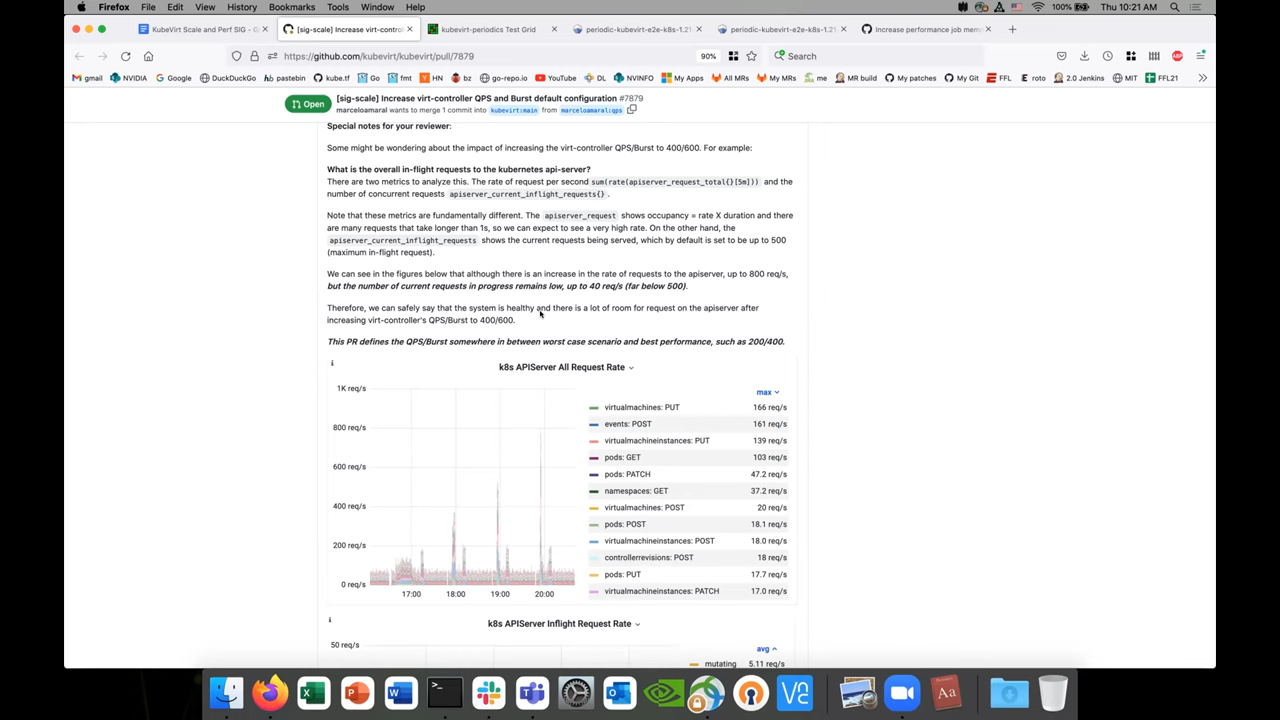 Firefox File Edit View History Bookmarks Tools Window Help 100% Thu 10:21 AM
KubeVirt Scale and Perf SIG - G
[sig-scale] Increase virt-contro
kubevirt-periodics Test Grid
periodic-kubevirt-e2e-k8s-1.21
periodic-kubevirt-e2e-k8s-1.21
Increase performance job mem
https://github.com/kubevirt/kubevirt/pull/7879
90%
Search
gmail NVIDIA Google DuckDuckGo pastebin kube.tf Go fmt HN bz go-repo.io YouTube DL NVINFO My Apps All MRs My MRs me MR build My patches My Git FFL eroto 2.0 Jenkins MIT FFL21
Open
[sig-scale] Increase virt-controller QPS and Burst default configuration #7879
marceloamaral wants to merge 1 commit into kubevirt:main from marceloamaral:qps
Special notes for your reviewer:
Some might be wondering about the impact of increasing the virt-controller QPS/Burst to 400/600. For example:
What is the overall in-flight requests to the kubernetes api-server?
There are two metrics to analyze this. The rate of request per second sum(rate(apiserver_request_total{}[5m])) and the
number of concurrent requests apiserver_current_inflight_requests{} .
Note that these metrics are fundamentally different. The apiserver_request shows occupancy = rate X duration and there
are many requests that take longer than 1s, so we can expect to see a very high rate. On the other hand, the
apiserver_current_inflight_requests shows the current requests being served, which by default is set to be up to 500
(maximum in-flight request).
We can see in the figures below that although there is an increase in the rate of requests to the apiserver, up to 800 req/s,
but the number of current requests in progress remains low, up to 40 req/s (far below 500).
Therefore, we can safely say that the system is healthy and there is a lot of room for request on the apiserver after
increasing virt-controller's QPS/Burst to 400/600.
This PR defines the QPS/Burst somewhere in between worst case scenario and best performance, such as 200/400.
k8s APIServer All Request Rate
1K req/s
800 req/s
600 req/s
400 req/s
200 req/s
0 req/s
17:00 18:00 19:00 20:00
max
virtualmachines: PUT 166 req/s
events: POST 161 req/s
virtualmachineinstances: PUT 139 req/s
pods: GET 103 req/s
pods: PATCH 47.2 req/s
namespaces: GET 37.2 req/s
virtualmachines: POST 20 req/s
pods: POST 18.1 req/s
virtualmachineinstances: POST 18.0 req/s
controllerrevisions: POST 18 req/s
pods: PUT 17.7 req/s
virtualmachineinstances: PATCH 17.0 req/s
k8s APIServer Inflight Request Rate
50 req/s
avg
mutating 5.11 req/s